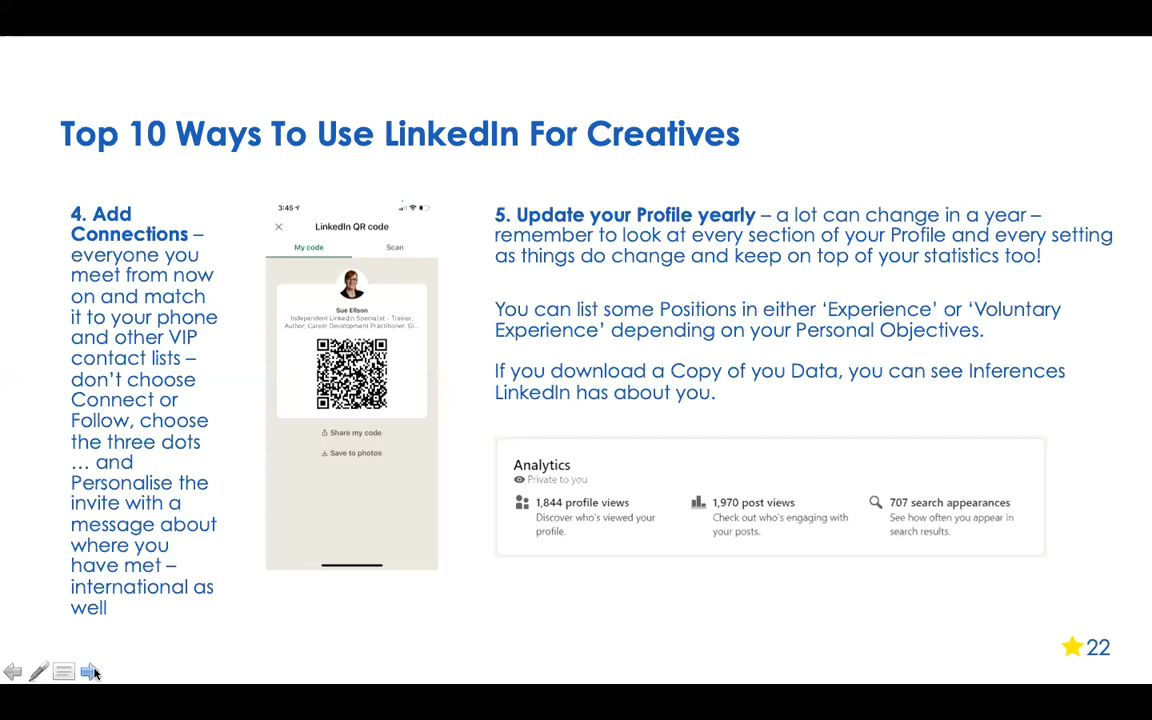 Top 10 Ways To Use LinkedIn For Creatives
4. Add
Connections –
everyone you
meet from now
on and match
it to your phone
and other VIP
contact lists –
don't choose
Connect or
Follow, choose
the three dots
… and
Personalise the
invite with a
message about
where you
have met –
international as
well
3:45
LinkedIn QR code
My code
Scan
Sue Ellson
Independent LinkedIn Specialist - Trainer,
Author, Career Development Practitioner, Gi...
Share my code
Save to photos
5. Update your Profile yearly – a lot can change in a year –
remember to look at every section of your Profile and every setting
as things do change and keep on top of your statistics too!
You can list some Positions in either ‘Experience’ or ‘Voluntary
Experience’ depending on your Personal Objectives.
If you download a Copy of you Data, you can see Inferences
LinkedIn has about you.
Analytics
Private to you
1,844 profile views
Discover who's viewed your
profile.
1,970 post views
Check out who's engaging with
your posts.
707 search appearances
See how often you appear in
search results.
22